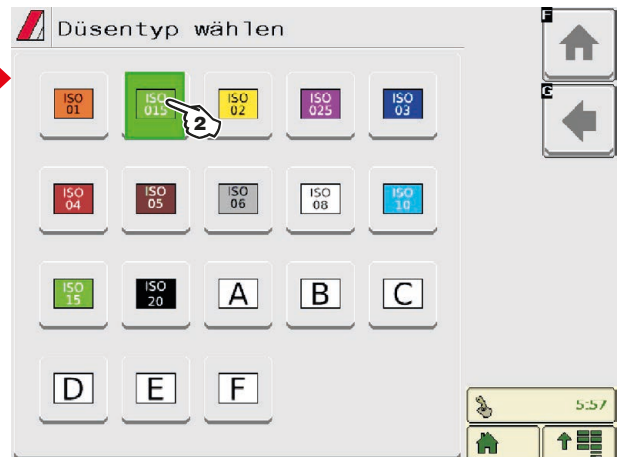 Düsentyp wählen
F
G
ISO 01
ISO 015
ISO 02
ISO 025
ISO 03
2
ISO 04
ISO 05
ISO 06
ISO 08
ISO 10
ISO 15
ISO 20
A
B
C
D
E
F
5:57